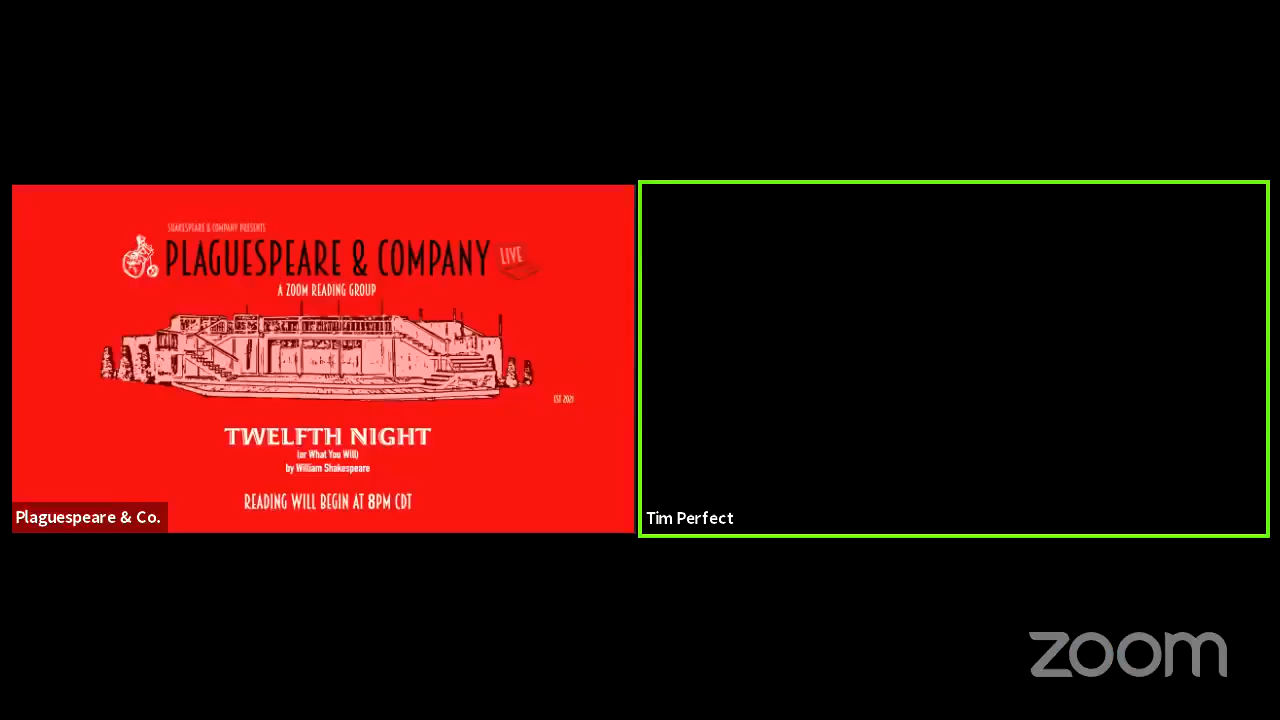 SHAKESPEARE & COMPANY PRESENTS
PLAGUESPEARE & COMPANY LIVE
A ZOOM READING GROUP
EST 2021
TWELFTH NIGHT
(or What You Will)
by William Shakespeare
READING WILL BEGIN AT 8PM CDT
Plaguespeare & Co.
Tim Perfect
zoom